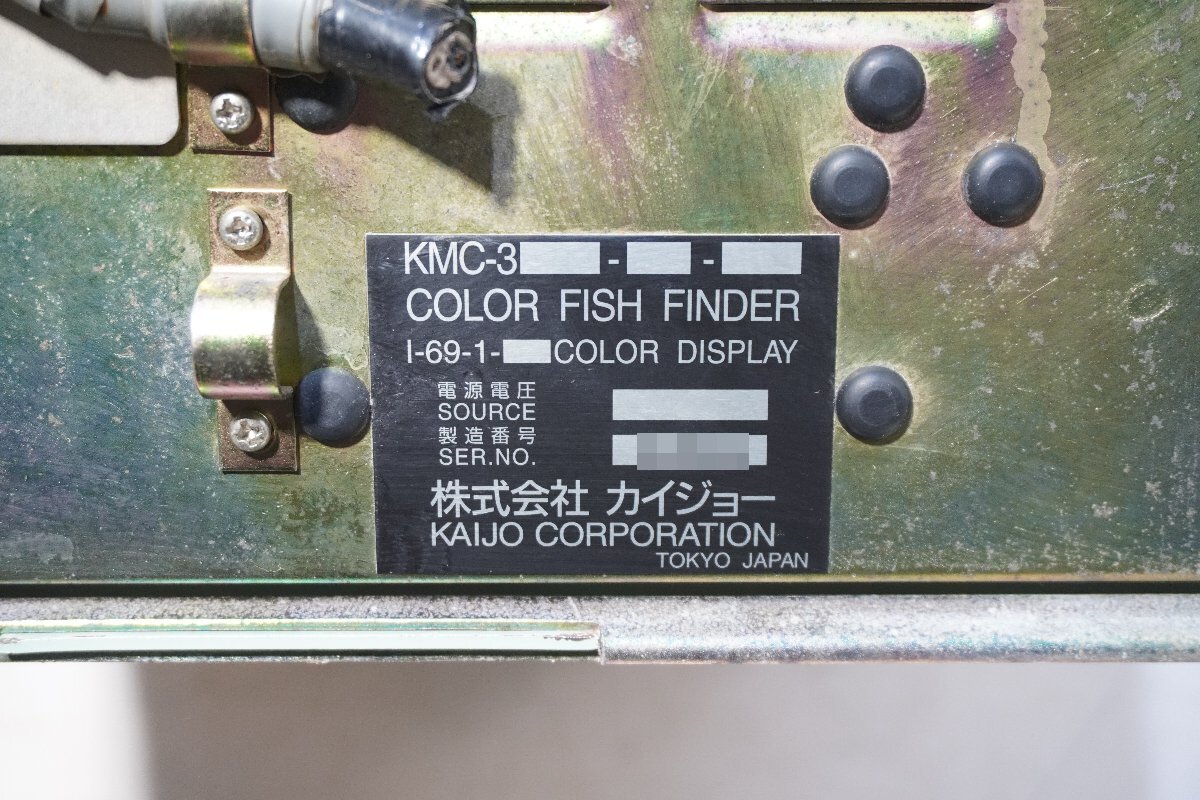 KMC-3 - -
COLOR FISH FINDER
I-69-1- COLOR DISPLAY
電源電圧
SOURCE
製造番号
SER.NO.
株式会社 カイジョー
KAIJO CORPORATION
TOKYO JAPAN